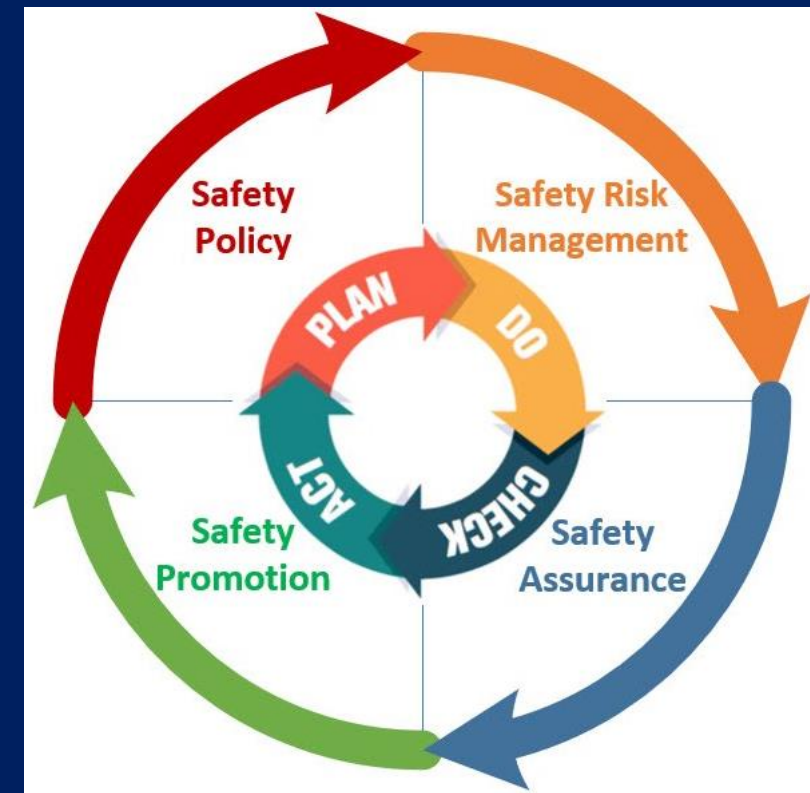 Safety
Policy
Safety Risk
Management
PLAN
DO
CHECK
ACT
Safety
Promotion
Safety
Assurance